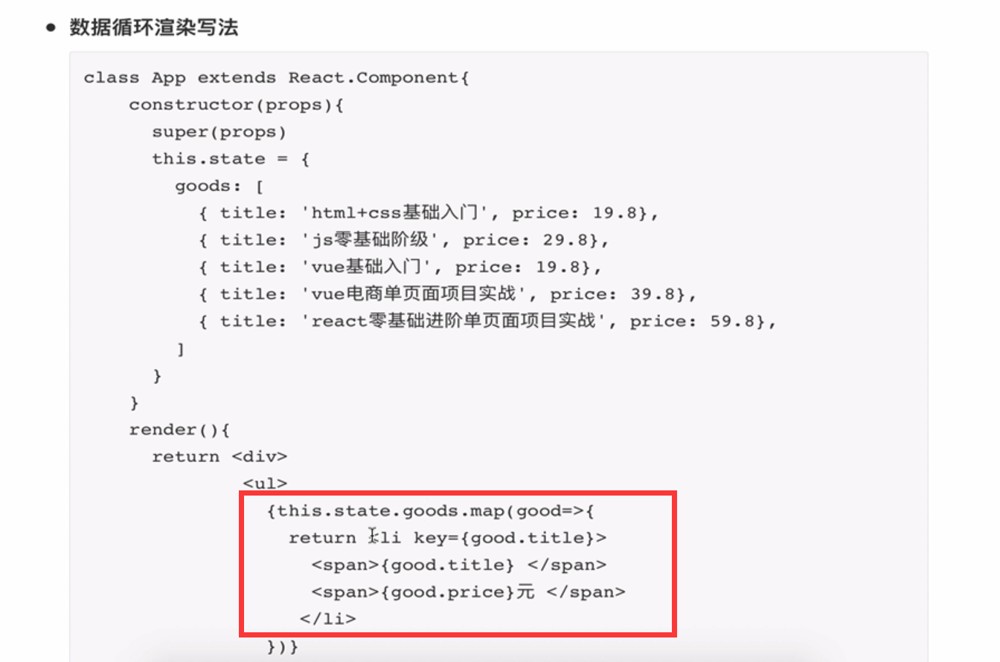 • 数据循环渲染写法
class App extends React.Component{
constructor(props){
super(props)
this.state = {
goods: [
{ title: 'html+css基础入门', price: 19.8},
{ title: 'js零基础阶级', price: 29.8},
{ title: 'vue基础入门', price: 19.8},
{ title: 'vue电商单页面项目实战', price: 39.8},
{ title: 'react零基础进阶单页面项目实战', price: 59.8},
]
}
}
render(){
return <div>
<ul>
{this.state.goods.map(good=>{
return <li key={good.title}>
<span>{good.title} </span>
<span>{good.price}元 </span>
</li>
})}